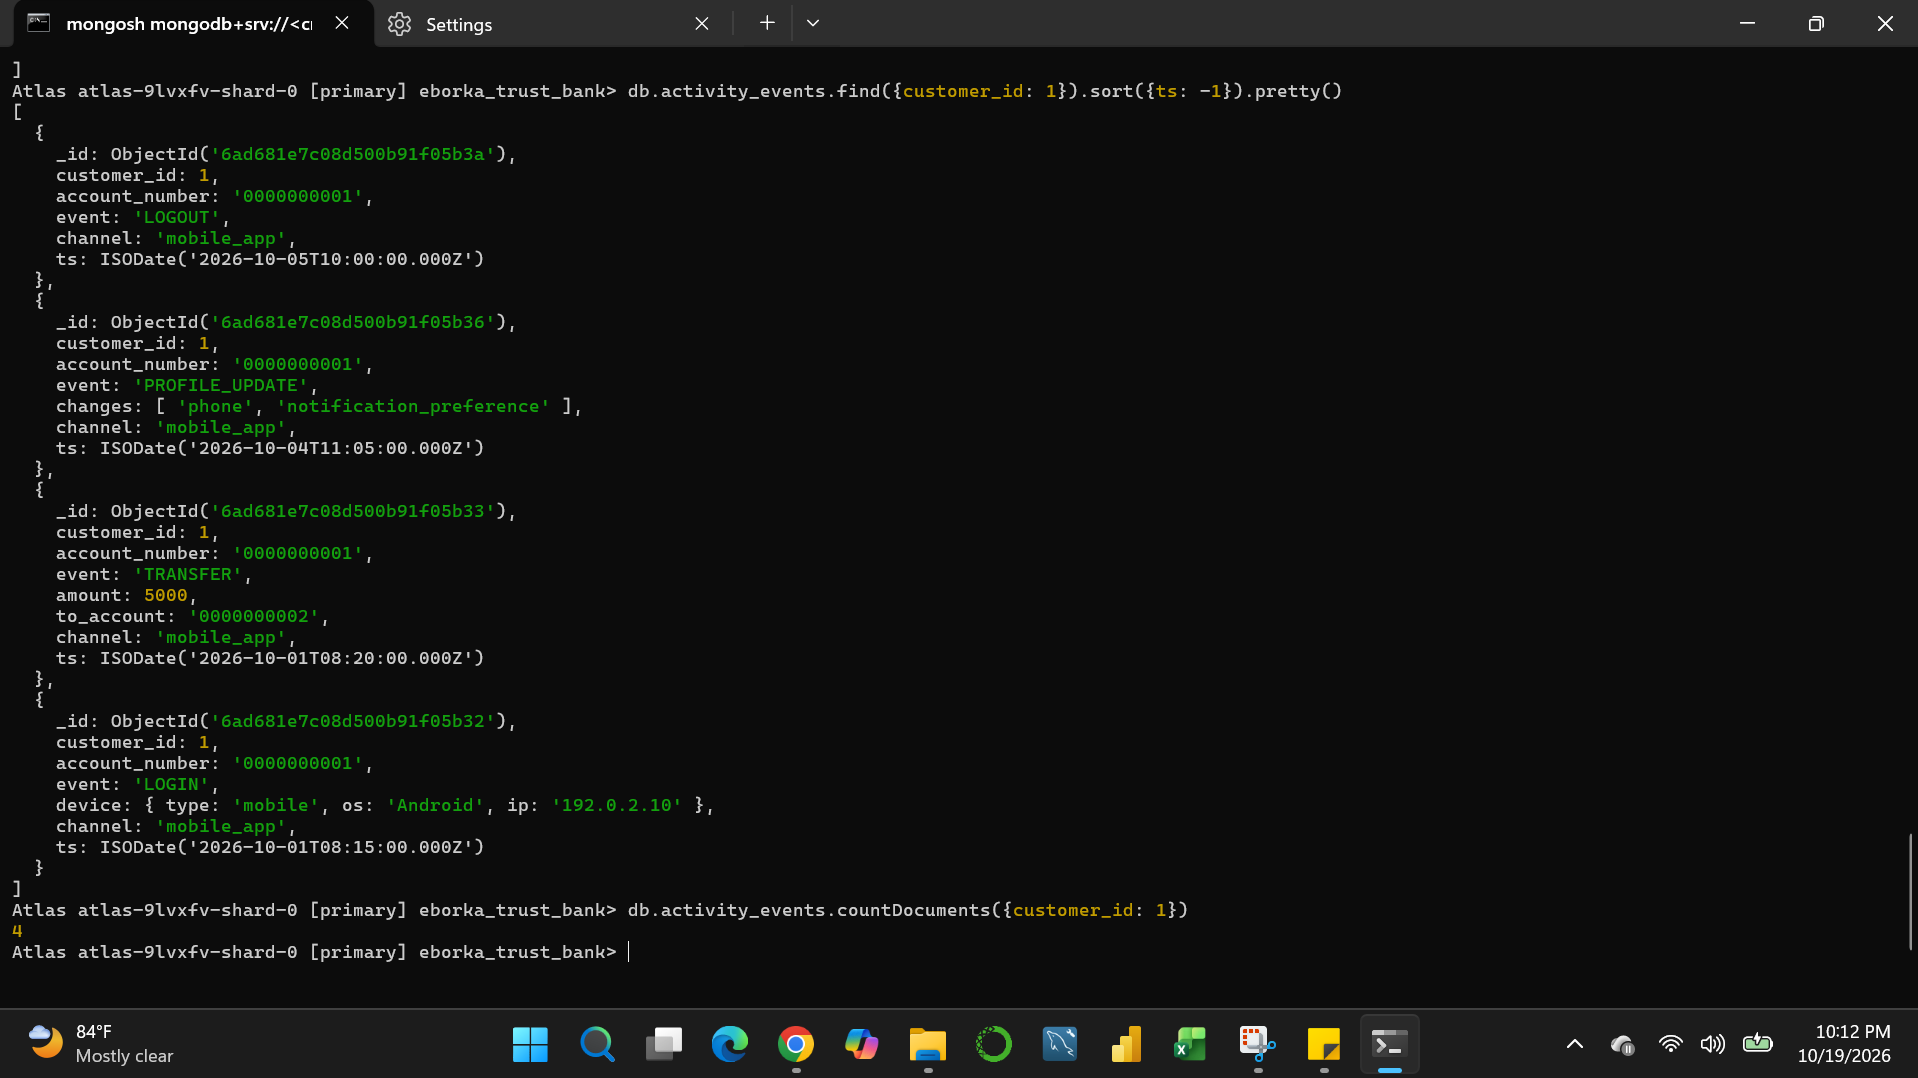 mongosh mongodb+srv://<cr
Settings
]
Atlas atlas-9lvxfv-shard-0 [primary] eborka_trust_bank> db.activity_events.find({customer_id: 1}).sort({ts: -1}).pretty()
[
  {
    _id: ObjectId('6ad681e7c08d500b91f05b3a'),
    customer_id: 1,
    account_number: '0000000001',
    event: 'LOGOUT',
    channel: 'mobile_app',
    ts: ISODate('2026-10-05T10:00:00.000Z')
  },
  {
    _id: ObjectId('6ad681e7c08d500b91f05b36'),
    customer_id: 1,
    account_number: '0000000001',
    event: 'PROFILE_UPDATE',
    changes: [ 'phone', 'notification_preference' ],
    channel: 'mobile_app',
    ts: ISODate('2026-10-04T11:05:00.000Z')
  },
  {
    _id: ObjectId('6ad681e7c08d500b91f05b33'),
    customer_id: 1,
    account_number: '0000000001',
    event: 'TRANSFER',
    amount: 5000,
    to_account: '0000000002',
    channel: 'mobile_app',
    ts: ISODate('2026-10-01T08:20:00.000Z')
  },
  {
    _id: ObjectId('6ad681e7c08d500b91f05b32'),
    customer_id: 1,
    account_number: '0000000001',
    event: 'LOGIN',
    device: { type: 'mobile', os: 'Android', ip: '192.0.2.10' },
    channel: 'mobile_app',
    ts: ISODate('2026-10-01T08:15:00.000Z')
  }
]
Atlas atlas-9lvxfv-shard-0 [primary] eborka_trust_bank> db.activity_events.countDocuments({customer_id: 1})
4
Atlas atlas-9lvxfv-shard-0 [primary] eborka_trust_bank>
84°F
Mostly clear
10:12 PM
10/19/2026